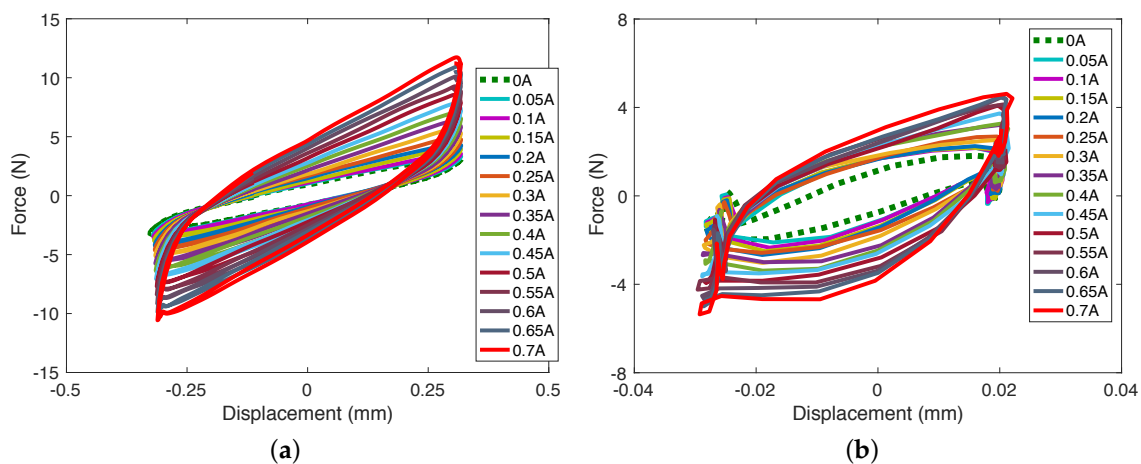 15
10
5
0
-5
-10
-15
-0.5
-0.25
0
0.25
0.5
Force (N)
Displacement (mm)
0A
0.05A
0.1A
0.15A
0.2A
0.25A
0.3A
0.35A
0.4A
0.45A
0.5A
0.55A
0.6A
0.65A
0.7A
(a)
8
4
0
-4
-8
-0.04
-0.02
0
0.02
0.04
Force (N)
Displacement (mm)
0A
0.05A
0.1A
0.15A
0.2A
0.25A
0.3A
0.35A
0.4A
0.45A
0.5A
0.55A
0.6A
0.65A
0.7A
(b)